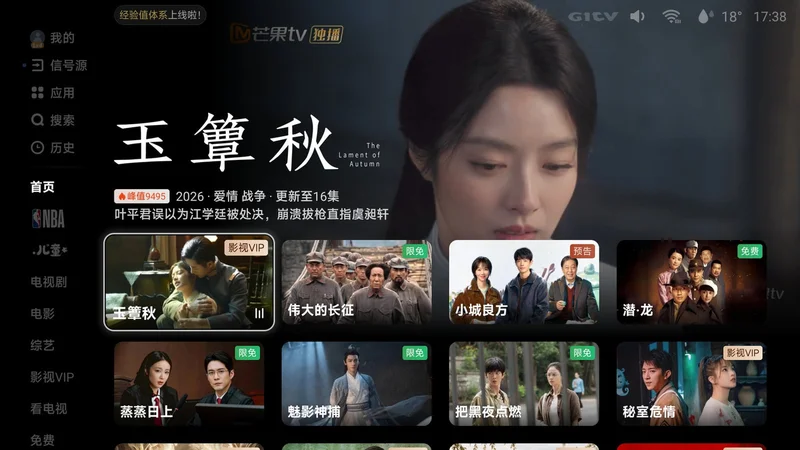 经验值体系上线啦!
GITV
18°
17:38
我的
信号源
应用
搜索
历史
首页
NBA
儿童
电视剧
电影
综艺
影视VIP
看电视
免费
芒果tv 独播
玉簟秋
The
Lament of
Autumn
峰值9495 2026 · 爱情 战争 · 更新至16集
叶平君误以为江学廷被处决，崩溃拔枪直指虞昶轩
影视VIP
玉簟秋
限免
伟大的长征
预告
小城良方
免费
潜·龙
限免
蒸蒸日上
限免
魅影神捕
限免
把黑夜点燃
影视VIP
秘室危情